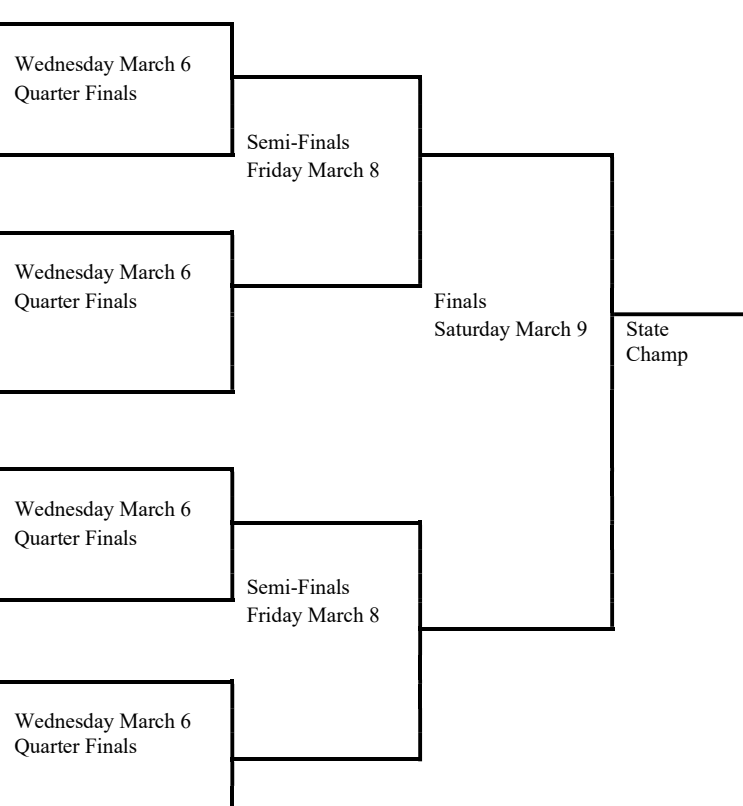 Wednesday March 6
Quarter Finals
Semi-Finals
Friday March 8
Wednesday March 6
Quarter Finals
Finals
Saturday March 9
State
Champ
Wednesday March 6
Quarter Finals
Semi-Finals
Friday March 8
Wednesday March 6
Quarter Finals